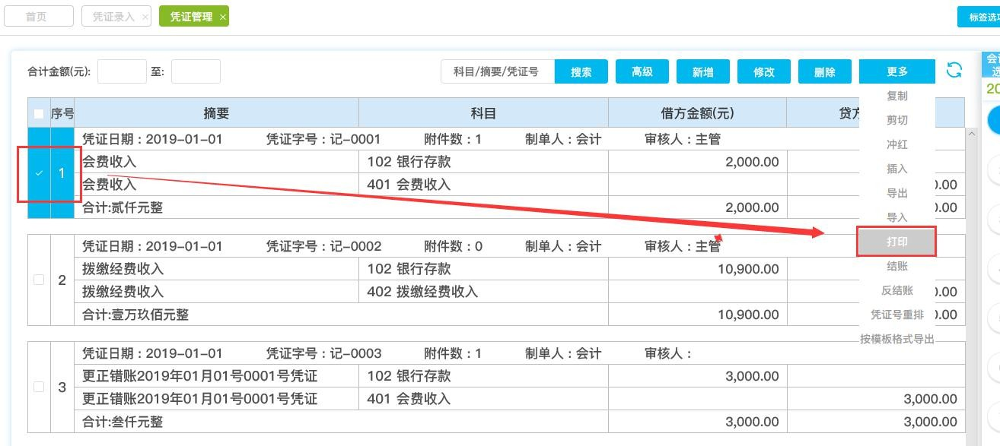 首页 凭证录入 × 凭证管理 × 标签选
合计金额(元): 至: 科目/摘要/凭证号 搜索 高级 新增 修改 删除 更多
复制
剪切
冲红
插入
导出
导入
打印
结账
反结账
凭证号重排
按模板格式导出
序号 摘要 科目 借方金额(元) 贷方
凭证日期：2019-01-01 凭证字号：记-0001 附件数：1 制单人：会计 审核人：主管
1
会费收入 102 银行存款 2,000.00
会费收入 401 会费收入 0.00
合计:贰仟元整 2,000.00 0.00
凭证日期：2019-01-01 凭证字号：记-0002 附件数：0 制单人：会计 审核人：主管
2
拨缴经费收入 102 银行存款 10,900.00
拨缴经费收入 402 拨缴经费收入 0.00
合计:壹万玖佰元整 10,900.00 0.00
凭证日期：2019-01-01 凭证字号：记-0003 附件数：1 制单人：会计 审核人：
3
更正错账2019年01月01号0001号凭证 102 银行存款 3,000.00
更正错账2019年01月01号0001号凭证 401 会费收入 3,000.00
合计:叁仟元整 3,000.00 3,000.00
会
选
20